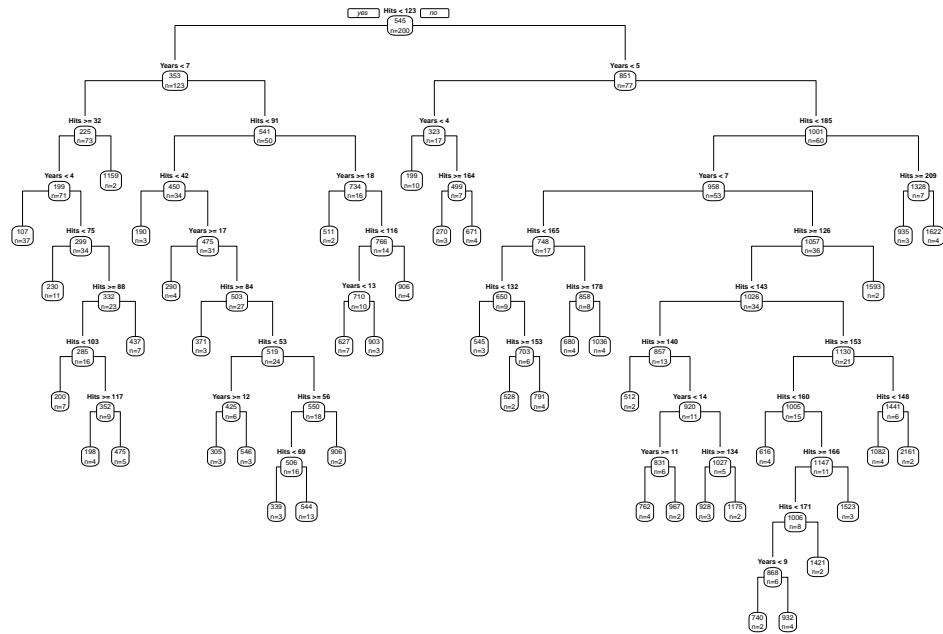 Hits < 123
yes
no
545
n=200
Years < 7
353
n=123
Years < 5
851
n=77
Hits >= 32
225
n=73
Hits < 91
541
n=50
Years < 4
323
n=17
Hits < 185
1001
n=60
Years < 4
199
n=71
1159
n=2
Hits < 42
450
n=34
Years >= 18
734
n=16
199
n=10
Hits >= 164
499
n=7
Years < 7
958
n=53
Hits >= 209
1328
n=7
107
n=37
Hits < 75
299
n=34
190
n=3
Years >= 17
475
n=31
511
n=2
Hits < 116
766
n=14
270
n=3
671
n=4
Hits < 165
748
n=17
Hits >= 126
1057
n=36
935
n=3
1622
n=4
230
n=11
Hits >= 88
332
n=23
290
n=4
Hits >= 84
503
n=27
Years < 13
710
n=10
906
n=4
Hits < 132
650
n=9
Hits >= 178
858
n=8
Hits < 143
1026
n=34
1593
n=2
Hits < 103
285
n=16
437
n=7
371
n=3
Hits < 53
519
n=24
627
n=7
903
n=3
545
n=3
Hits >= 153
703
n=6
680
n=4
1036
n=4
Hits >= 140
857
n=13
Hits >= 153
1130
n=21
200
n=7
Hits >= 117
352
n=9
Years >= 12
425
n=6
Hits >= 56
550
n=18
528
n=2
791
n=4
512
n=2
Years < 14
920
n=11
Hits < 160
1005
n=15
Hits < 148
1441
n=6
198
n=4
475
n=5
305
n=3
546
n=3
Hits < 69
506
n=16
906
n=2
Years >= 11
831
n=6
Hits >= 134
1027
n=5
616
n=4
Hits >= 166
1147
n=11
1082
n=4
2161
n=2
339
n=3
544
n=13
762
n=4
967
n=2
928
n=3
1175
n=2
Hits < 171
1006
n=8
1523
n=3
Years < 9
868
n=6
1421
n=2
740
n=2
932
n=4